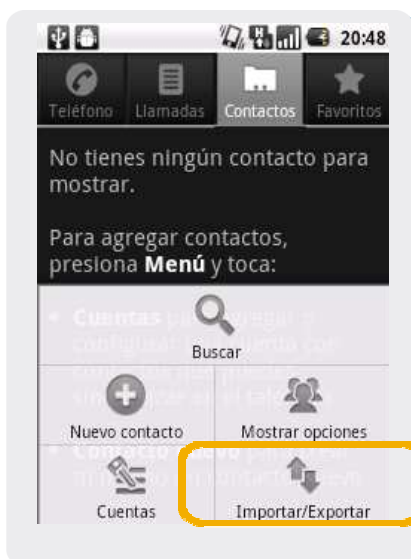 20:48
Teléfono Llamadas Contactos Favoritos
No tienes ningún contacto para
mostrar.
Para agregar contactos,
presiona Menú y toca:
Buscar
Nuevo contacto Mostrar opciones
Cuentas Importar/Exportar